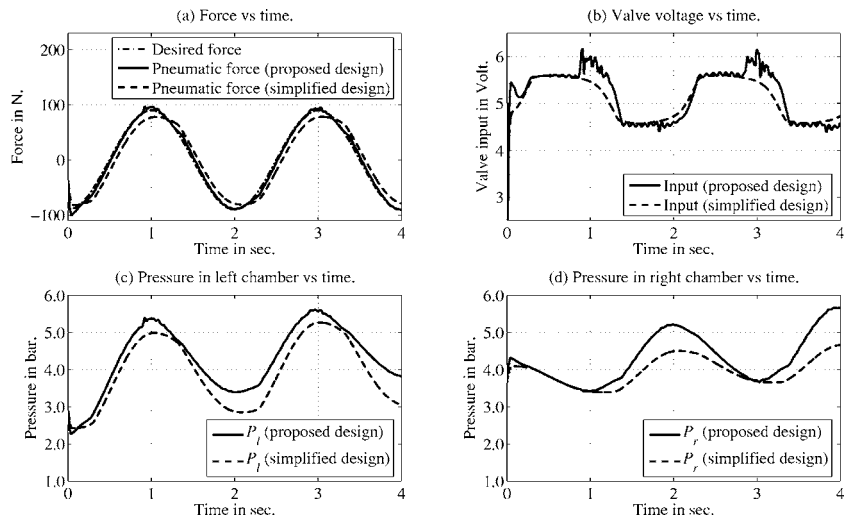 (a) Force vs time.
200
100
0
−100
Force in N.
Desired force
Pneumatic force (proposed design)
Pneumatic force (simplified design)
0
1
2
3
4
Time in sec.
(b) Valve voltage vs time.
6
5
4
3
Valve input in Volt.
Input (proposed design)
Input (simplified design)
0
1
2
3
4
Time in sec.
(c) Pressure in left chamber vs time.
6.0
5.0
4.0
3.0
2.0
1.0
Pressure in bar.
P_l (proposed design)
P_l (simplified design)
0
1
2
3
4
Time in sec.
(d) Pressure in right chamber vs time.
6.0
5.0
4.0
3.0
2.0
1.0
Pressure in bar.
P_r (proposed design)
P_r (simplified design)
0
1
2
3
4
Time in sec.